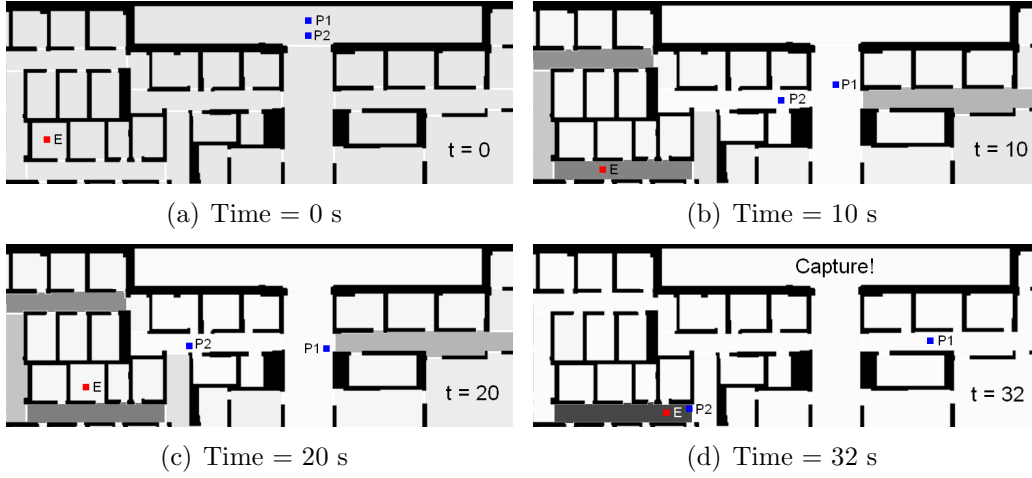 P1
P2
E
t = 0
(a) Time = 0 s
P1
P2
E
t = 10
(b) Time = 10 s
P2
P1
E
t = 20
(c) Time = 20 s
Capture!
P1
E
P2
t = 32
(d) Time = 32 s